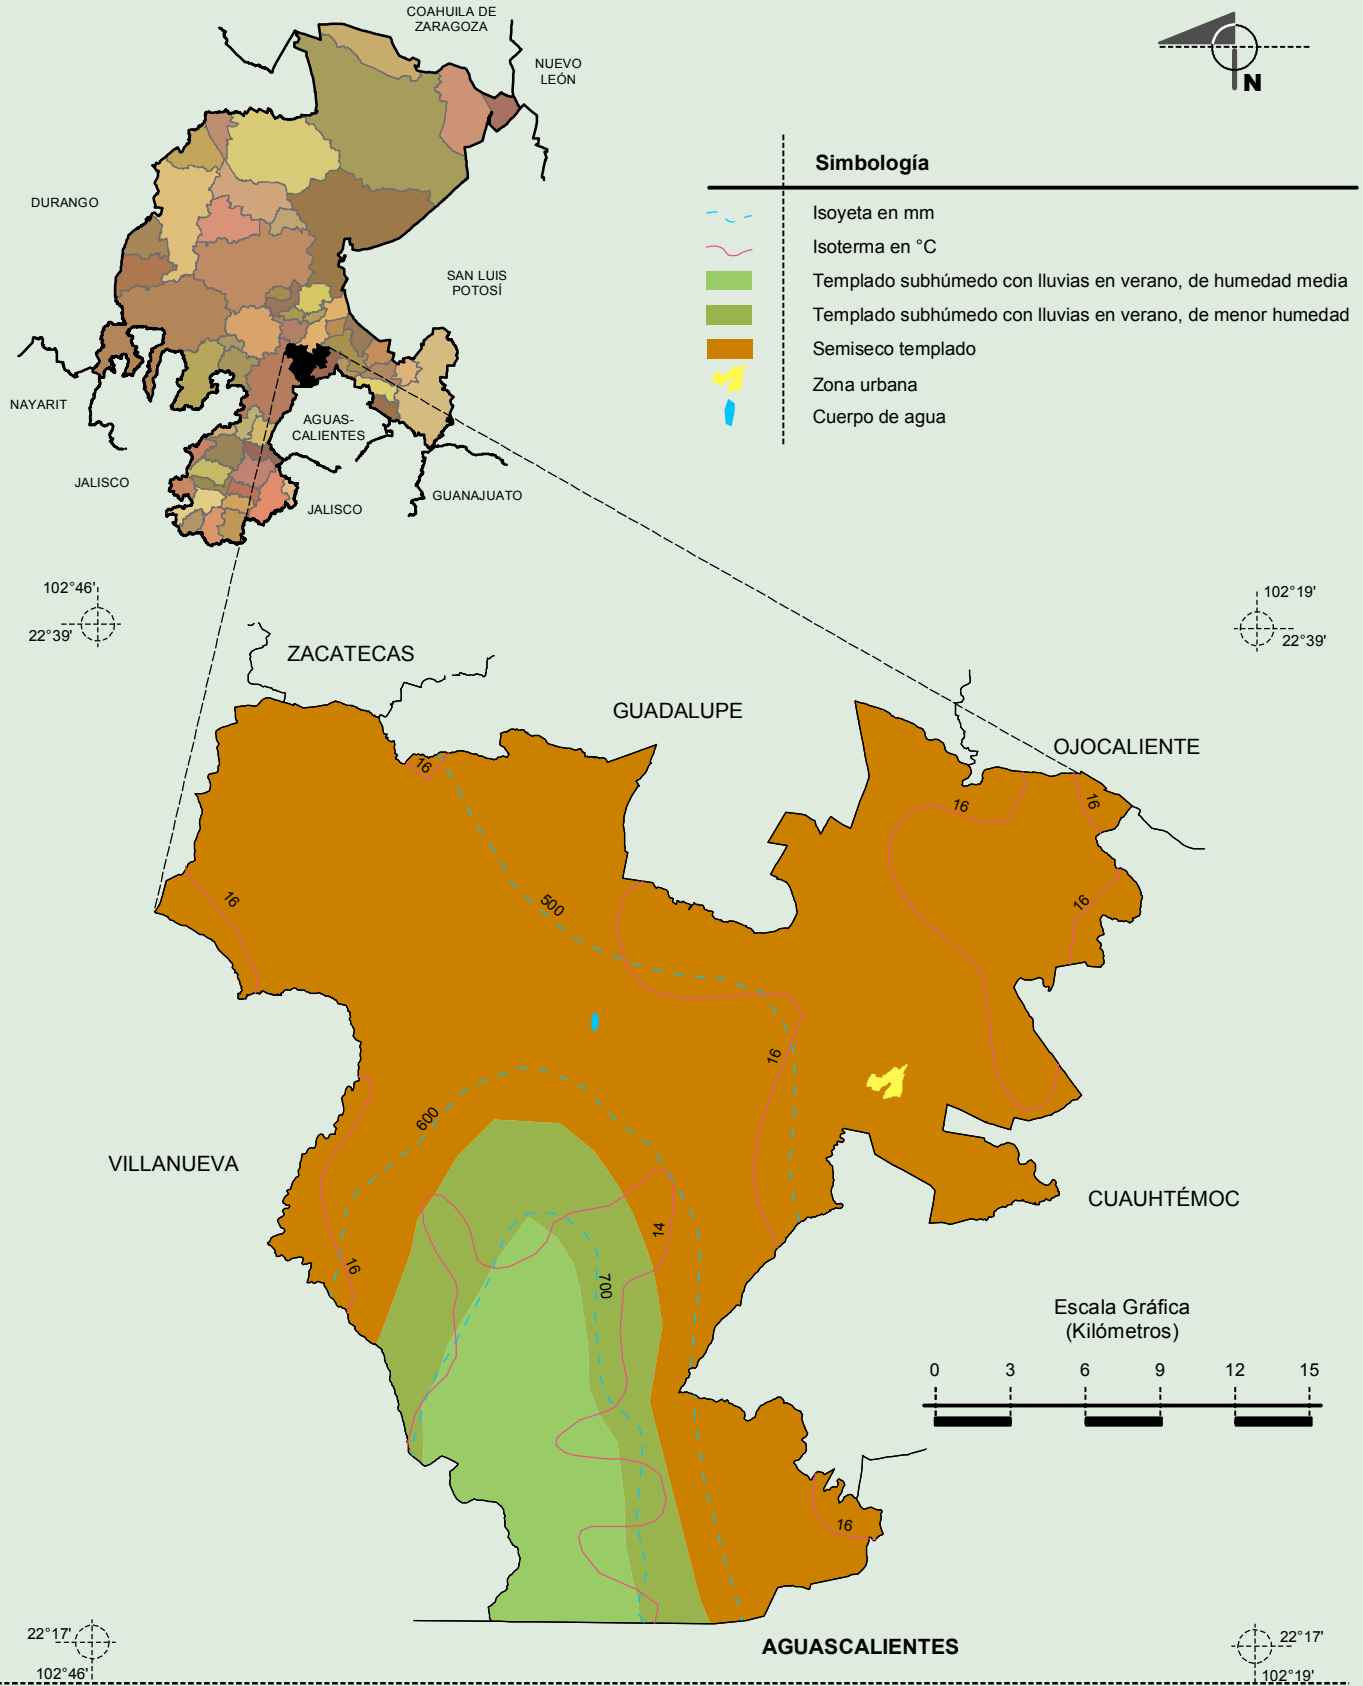 COAHUILA DE
ZARAGOZA
NUEVO
LEÓN
N
DURANGO
SAN LUIS
POTOSÍ
NAYARIT
AGUAS-
CALIENTES
JALISCO
JALISCO
GUANAJUATO
Simbología
Isoyeta en mm
Isoterma en °C
Templado subhúmedo con lluvias en verano, de humedad media
Templado subhúmedo con lluvias en verano, de menor humedad
Semiseco templado
Zona urbana
Cuerpo de agua
102°46'
22°39'
102°19'
22°39'
ZACATECAS
GUADALUPE
OJOCALIENTE
16
16
16
16
500
16
16
600
VILLANUEVA
CUAUHTÉMOC
14
16
700
Escala Gráfica
(Kilómetros)
0 3 6 9 12 15
16
22°17'
102°46'
AGUASCALIENTES
22°17'
102°19'